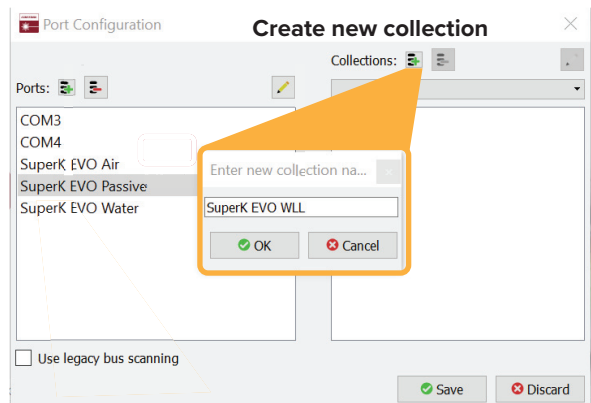 Port Configuration
Create new collection
Collections:
Ports:
COM3
COM4
SuperK EVO Air
SuperK EVO Passive
SuperK EVO Water
Enter new collection na...
SuperK EVO WLL
OK
Cancel
Use legacy bus scanning
Save
Discard